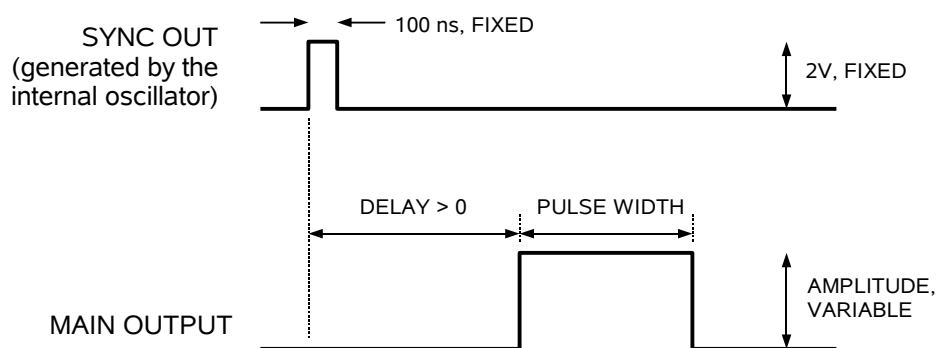 SYNC OUT
(generated by the
internal oscillator)
100 ns, FIXED
2V, FIXED
DELAY > 0
PULSE WIDTH
MAIN OUTPUT
AMPLITUDE,
VARIABLE